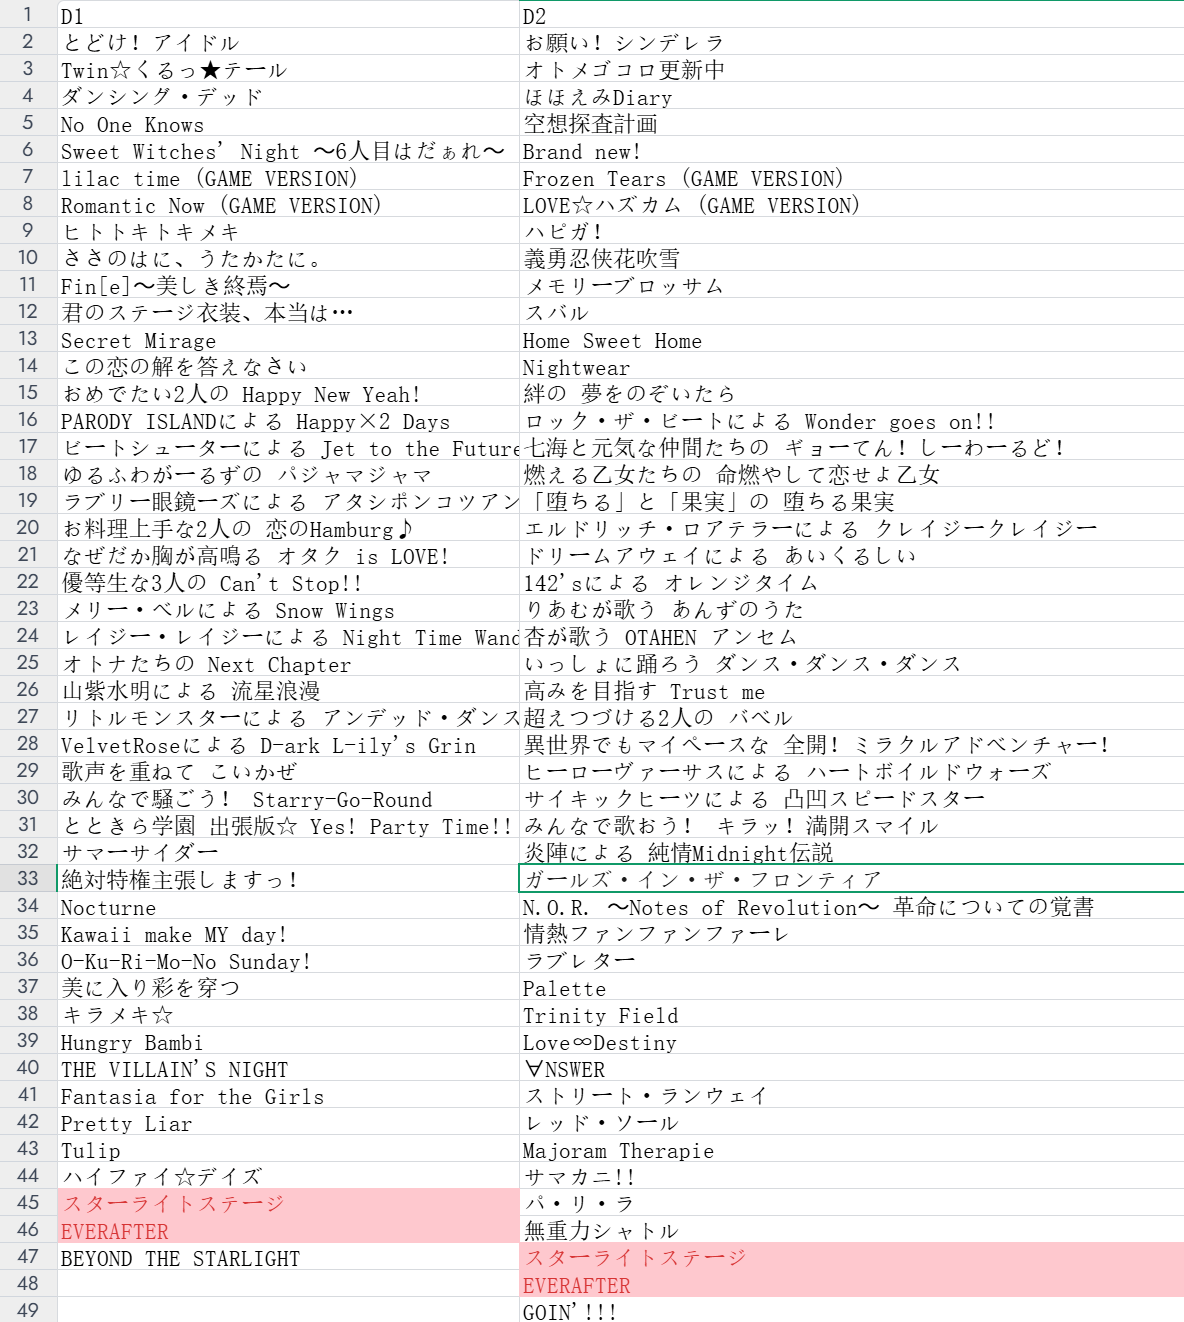 1 D1 D2
2 とどけ！アイドル お願い！シンデレラ
3 Twin☆くるっ★テール オトメゴコロ更新中
4 ダンシング・デッド ほほえみDiary
5 No One Knows 空想探査計画
6 Sweet Witches’ Night ～6人目はだぁれ～ Brand new!
7 lilac time (GAME VERSION) Frozen Tears (GAME VERSION)
8 Romantic Now (GAME VERSION) LOVE☆ハズカム (GAME VERSION)
9 ヒトトキトキメキ ハピガ！
10 ささのはに、うたかたに。 義勇忍侠花吹雪
11 Fin[e]～美しき終焉～ メモリーブロッサム
12 君のステージ衣装、本当は… スバル
13 Secret Mirage Home Sweet Home
14 この恋の解を答えなさい Nightwear
15 おめでたい2人の Happy New Yeah! 絆の 夢をのぞいたら
16 PARODY ISLANDによる Happy×2 Days ロック・ザ・ビートによる Wonder goes on!!
17 ビートシューターによる Jet to the Future 七海と元気な仲間たちの ギョーてん！しーわーるど！
18 ゆるふわがーるずの パジャマジャマ 燃える乙女たちの 命燃やして恋せよ乙女
19 ラブリー眼鏡ーズによる アタシポンコツアン 「堕ちる」と「果実」の 堕ちる果実
20 お料理上手な2人の 恋のHamburg♪ エルドリッチ・ロアテラーによる クレイジークレイジー
21 なぜだか胸が高鳴る オタク is LOVE! ドリームアウェイによる あいくるしい
22 優等生な3人の Can't Stop!! 142'sによる オレンジタイム
23 メリー・ベルによる Snow Wings りあむが歌う あんずのうた
24 レイジー・レイジーによる Night Time Wand 杏が歌う OTAHEN アンセム
25 オトナたちの Next Chapter いっしょに踊ろう ダンス・ダンス・ダンス
26 山紫水明による 流星浪漫 高みを目指す Trust me
27 リトルモンスターによる アンデッド・ダンス 超えつづける2人の バベル
28 VelvetRoseによる D-ark L-ily's Grin 異世界でもマイペースな 全開！ミラクルアドベンチャー！
29 歌声を重ねて こいかぜ ヒーローヴァーサスによる ハートボイルドウォーズ
30 みんなで騒ごう！ Starry-Go-Round サイキックヒーツによる 凸凹スピードスター
31 とときら学園 出張版☆ Yes! Party Time!! みんなで歌おう！ キラッ！満開スマイル
32 サマーサイダー 炎陣による 純情Midnight伝説
33 絶対特権主張しますっ！ ガールズ・イン・ザ・フロンティア
34 Nocturne N.O.R. ～Notes of Revolution～ 革命についての覚書
35 Kawaii make MY day! 情熱ファンファンファーレ
36 O-Ku-Ri-Mo-No Sunday! ラブレター
37 美に入り彩を穿つ Palette
38 キラメキ☆ Trinity Field
39 Hungry Bambi Love∞Destiny
40 THE VILLAIN'S NIGHT ∀NSWER
41 Fantasia for the Girls ストリート・ランウェイ
42 Pretty Liar レッド・ソール
43 Tulip Majoram Therapie
44 ハイファイ☆デイズ サマカニ!!
45 スターライトステージ パ・リ・ラ
46 EVERAFTER 無重力シャトル
47 BEYOND THE STARLIGHT スターライトステージ
48 EVERAFTER
49 GOIN’!!!